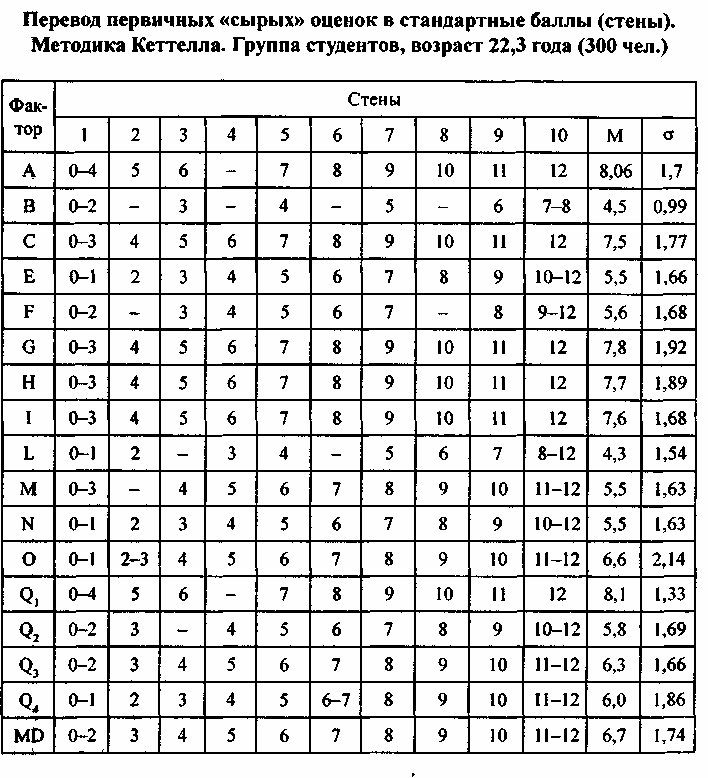 Перевод первичных «сырых» оценок в стандартные баллы (стены).
Методика Кеттелла. Группа студентов, возраст 22,3 года (300 чел.)
Фак-
тор
Стены
1 2 3 4 5 6 7 8 9 10 М σ
A 0–4 5 6 – 7 8 9 10 11 12 8,06 1,7
B 0–2 – 3 – 4 – 5 – 6 7–8 4,5 0,99
C 0–3 4 5 6 7 8 9 10 11 12 7,5 1,77
E 0–1 2 3 4 5 6 7 8 9 10–12 5,5 1,66
F 0–2 – 3 4 5 6 7 – 8 9–12 5,6 1,68
G 0–3 4 5 6 7 8 9 10 11 12 7,8 1,92
H 0–3 4 5 6 7 8 9 10 11 12 7,7 1,89
I 0–3 4 5 6 7 8 9 10 11 12 7,6 1,68
L 0–1 2 – 3 4 – 5 6 7 8–12 4,3 1,54
M 0–3 – 4 5 6 7 8 9 10 11–12 5,5 1,63
N 0–1 2 3 4 5 6 7 8 9 10–12 5,5 1,63
O 0–1 2–3 4 5 6 7 8 9 10 11–12 6,6 2,14
Q₁ 0–4 5 6 – 7 8 9 10 11 12 8,1 1,33
Q₂ 0–2 3 – 4 5 6 7 8 9 10–12 5,8 1,69
Q₃ 0–2 3 4 5 6 7 8 9 10 11–12 6,3 1,66
Q₄ 0–1 2 3 4 5 6–7 8 9 10 11–12 6,0 1,86
MD 0–2 3 4 5 6 7 8 9 10 11–12 6,7 1,74